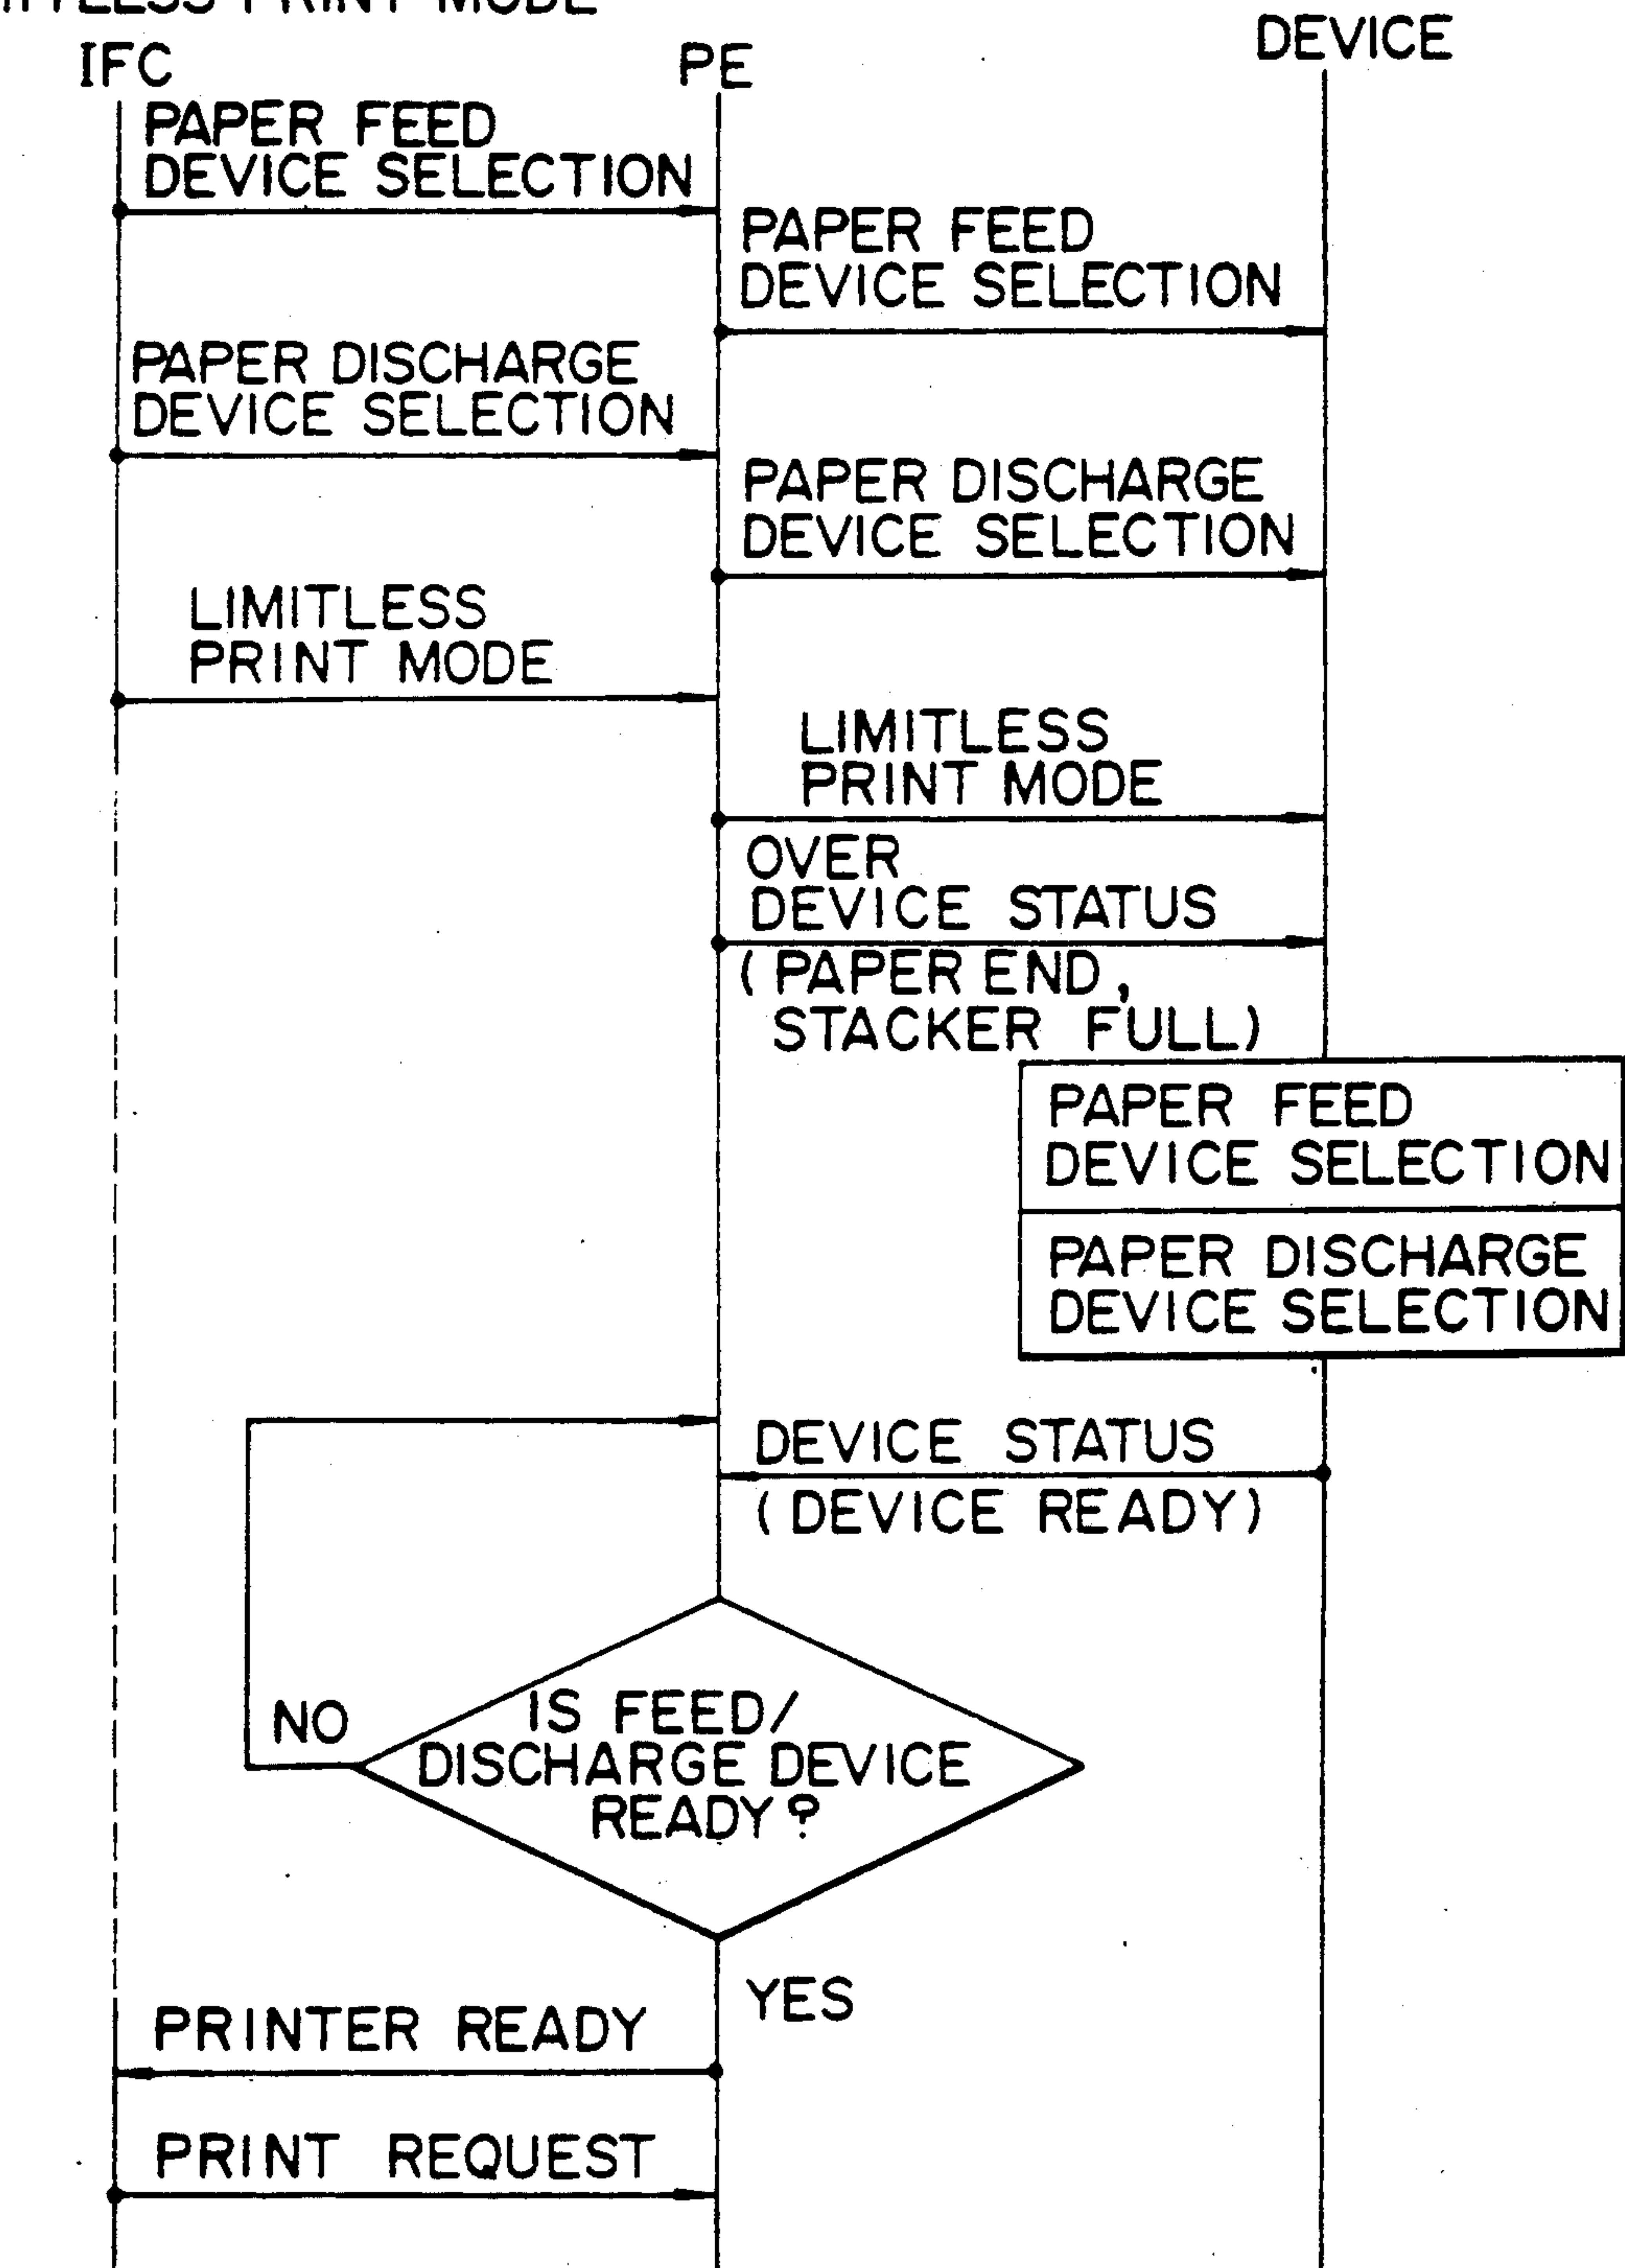 PRINT MODE
IFC
PE
DEVICE
PAPER FEED
DEVICE SELECTION
PAPER FEED
DEVICE SELECTION
PAPER DISCHARGE
DEVICE SELECTION
PAPER DISCHARGE
DEVICE SELECTION
LIMITLESS
PRINT MODE
LIMITLESS
PRINT MODE
OVER
DEVICE STATUS
(PAPER END,
STACKER FULL)
PAPER FEED
DEVICE SELECTION
PAPER DISCHARGE
DEVICE SELECTION
DEVICE STATUS
(DEVICE READY)
NO
IS FEED/
DISCHARGE DEVICE
READY?
YES
PRINTER READY
PRINT REQUEST